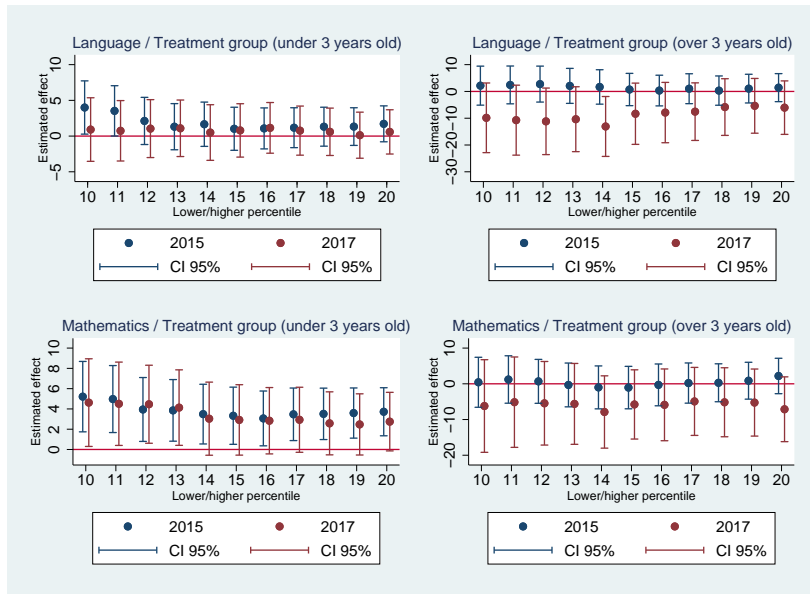 Language / Treatment group (under 3 years old)
Estimated effect
10
5
0
−5
10 11 12 13 14 15 16 17 18 19 20
Lower/higher percentile
2015 2017
CI 95% CI 95%
Language / Treatment group (over 3 years old)
Estimated effect
10
0
−10
−20
−30
10 11 12 13 14 15 16 17 18 19 20
Lower/higher percentile
2015 2017
CI 95% CI 95%
Mathematics / Treatment group (under 3 years old)
Estimated effect
10
8
6
4
2
0
10 11 12 13 14 15 16 17 18 19 20
Lower/higher percentile
2015 2017
CI 95% CI 95%
Mathematics / Treatment group (over 3 years old)
Estimated effect
10
0
−10
−20
10 11 12 13 14 15 16 17 18 19 20
Lower/higher percentile
2015 2017
CI 95% CI 95%